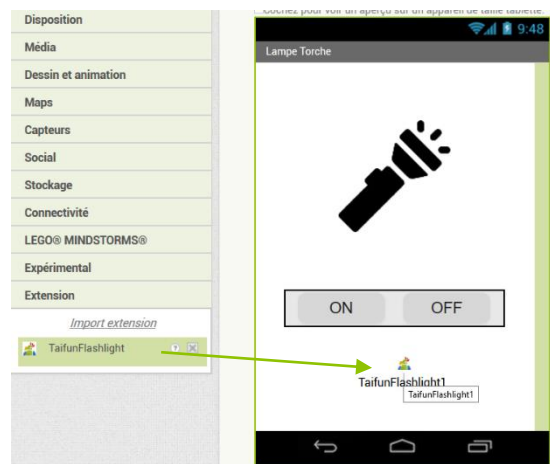 Disposition
Média
Dessin et animation
Maps
Capteurs
Social
Stockage
Connectivité
LEGO® MINDSTORMS®
Expérimental
Extension
Import extension
TaifunFlashlight
?
Cochez pour voir un aperçu sur un appareil de taille tablette.
9:48
Lampe Torche
ON OFF
TaifunFlashlight1
TaifunFlashlight1